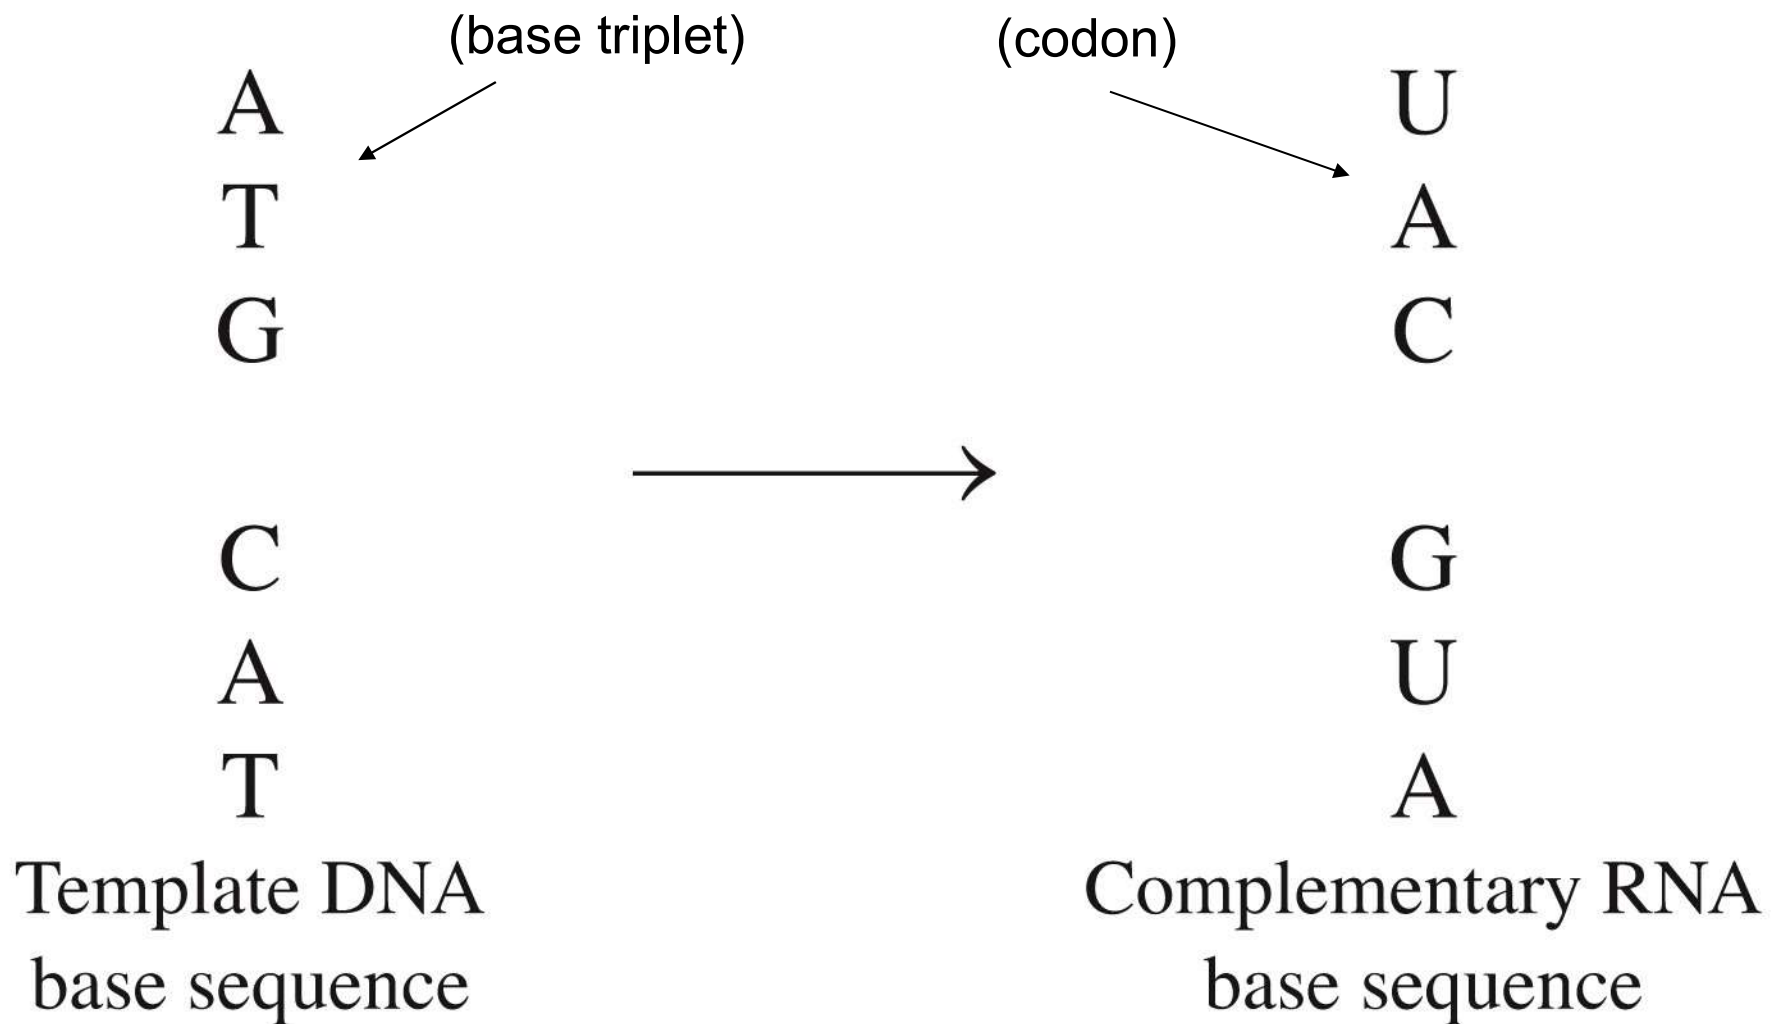 (base triplet)
(codon)
A
T
G
C
A
T
Template DNA
base sequence
U
A
C
G
U
A
Complementary RNA
base sequence